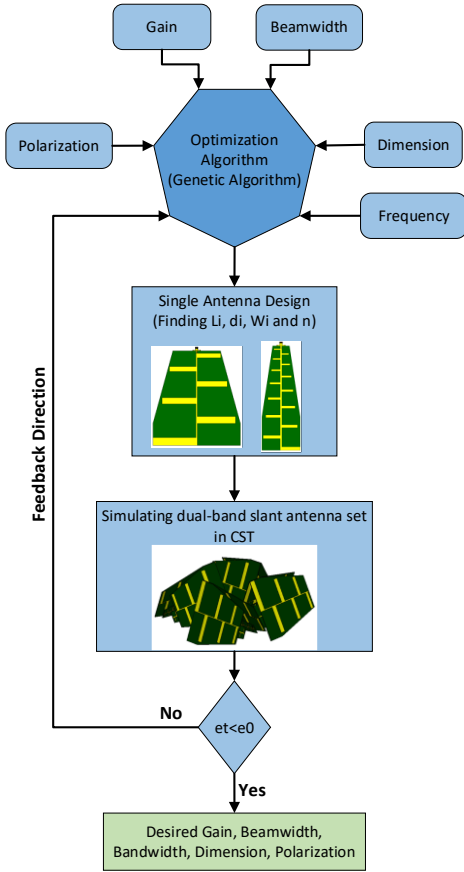 Gain
Beamwidth
Polarization
Optimization
Algorithm
(Genetic Algorithm)
Dimension
Frequency
Single Antenna Design
(Finding Li, di, Wi and n)
Feedback Direction
Simulating dual-band slant antenna set
in CST
No
et<e0
Yes
Desired Gain, Beamwidth,
Bandwidth, Dimension, Polarization